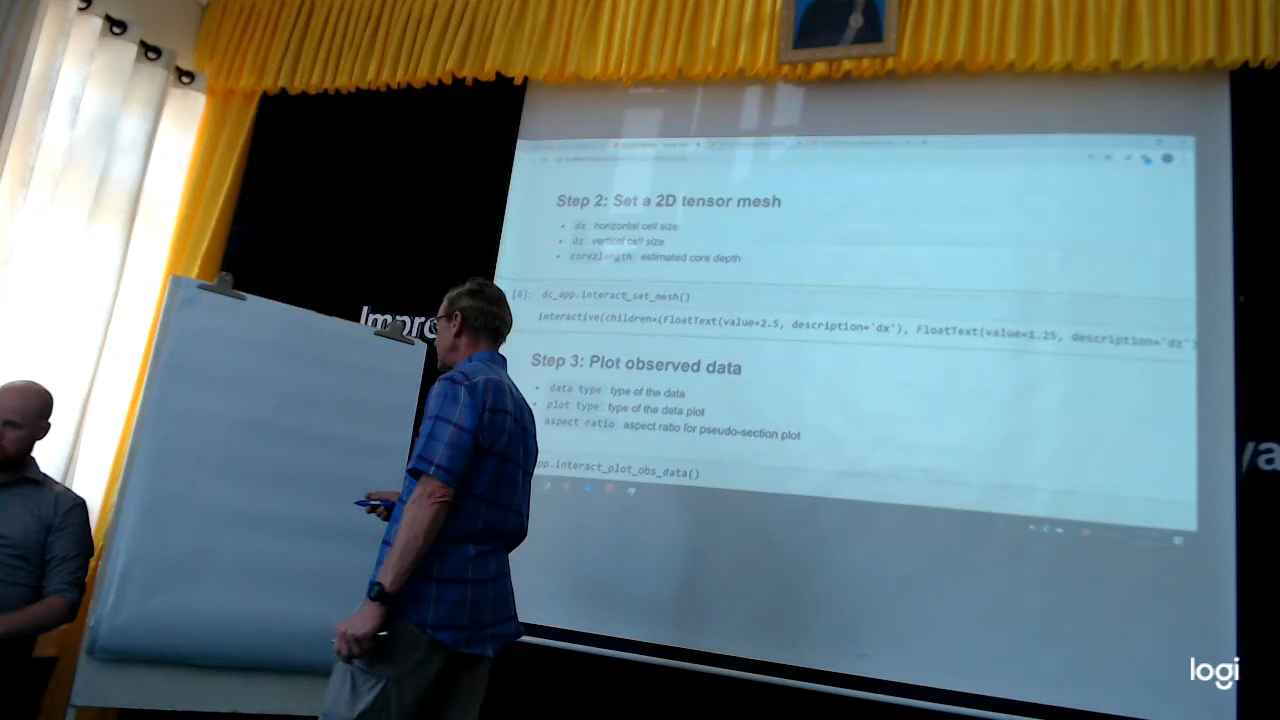 Step 2: Set a 2D tensor mesh
• dx : horizontal cell size
• dz : vertical cell size
• corezlength : estimated core depth
[6]: dc_app.interact_set_mesh()
interactive(children=(FloatText(value=2.5, description='dx'), FloatText(value=1.25, description='dz'
Step 3: Plot observed data
• data type : type of the data
• plot type : type of the data plot
aspect ratio : aspect ratio for pseudo-section plot
pp.interact_plot_obs_data()
Impro
va
logi